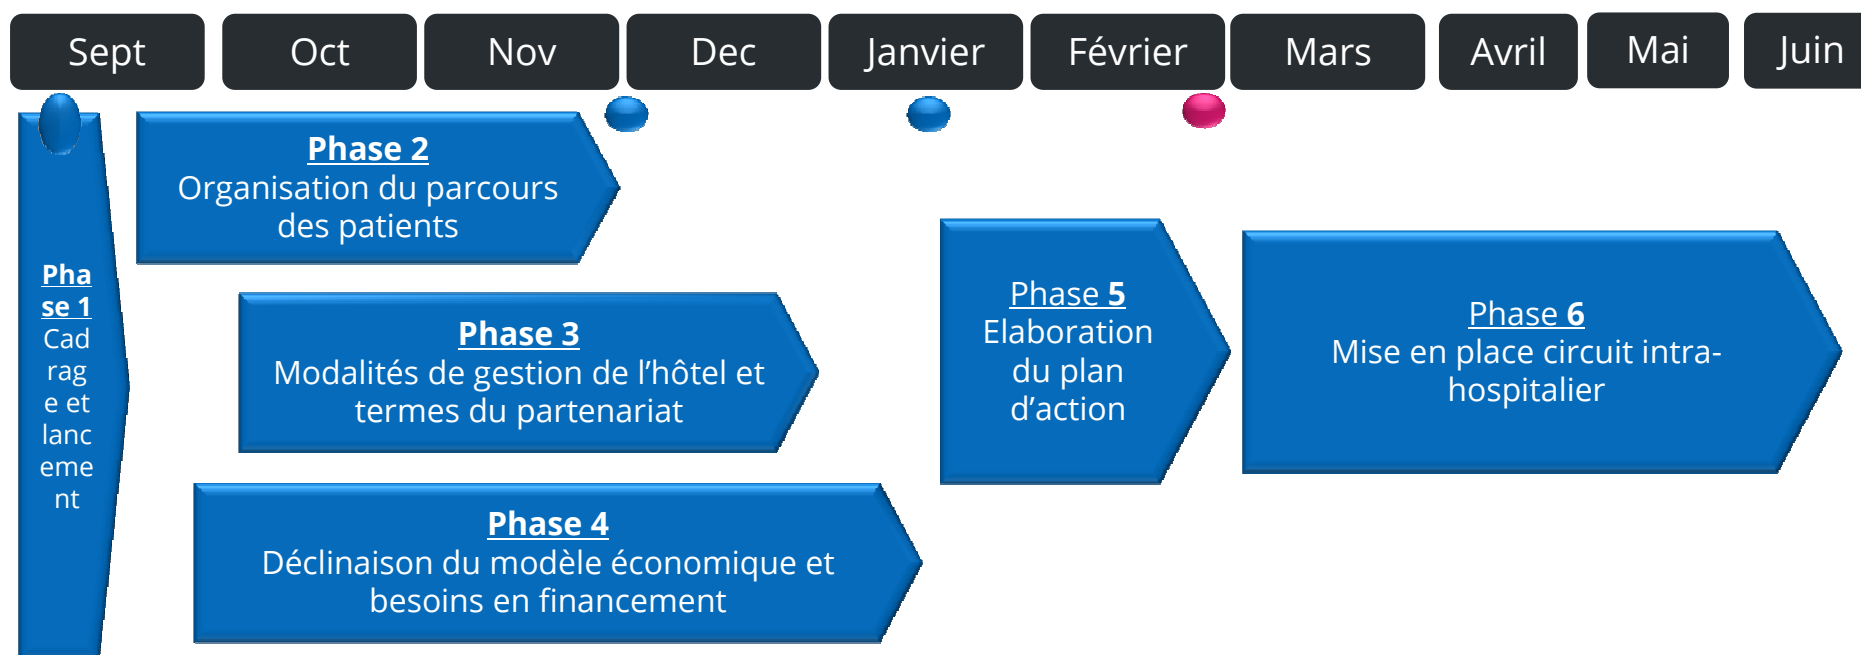 Sept Oct Nov Dec Janvier Février Mars Avril Mai Juin
Phase 2
Organisation du parcours
des patients
Pha
se 1
Cad
rag
e et
lanc
eme
nt
Phase 3
Modalités de gestion de l’hôtel et
termes du partenariat
Phase 4
Déclinaison du modèle économique et
besoins en financement
Phase 5
Elaboration
du plan
d’action
Phase 6
Mise en place circuit intra-
hospitalier